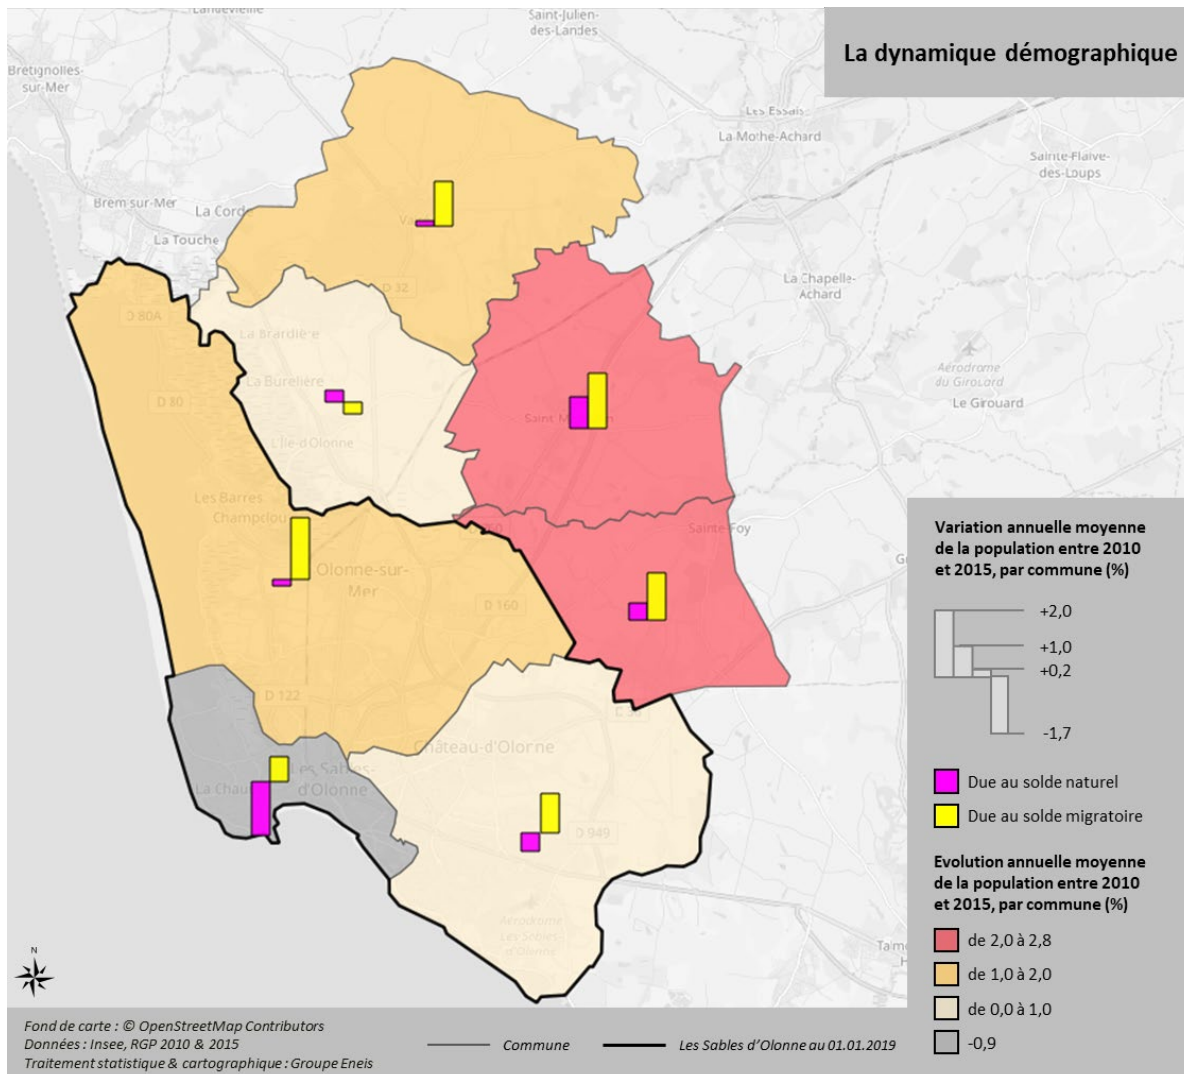 Landevieille
Saint-Julien-
des-Landes
La dynamique démographique
Bretignolles-
sur-Mer
Les Essais
La Mothe-Achard
Sainte-Flaive-
des-Loups
Brem-sur-Mer
La Corde
La Touche
La Chapelle-
Achard
D 32
D 80A
La Brardière
Aérodrome
du Girouard
La Burelière
Le Girouard
D 80
L'Île-d'Olonne
Les Barres
Champclou
Sainte-Foy
Olonne-sur-
Mer
D 160
D 122
Château-d'Olonne
Les Sables-
d'Olonne
La Chau
D 949
Aérodrome
Les Sables
d'Olonne
Variation annuelle moyenne
de la population entre 2010
et 2015, par commune (%)
+2,0
+1,0
+0,2
-1,7
Due au solde naturel
Due au solde migratoire
Evolution annuelle moyenne
de la population entre 2010
et 2015, par commune (%)
de 2,0 à 2,8
de 1,0 à 2,0
de 0,0 à 1,0
-0,9
N
Fond de carte : © OpenStreetMap Contributors
Données : Insee, RGP 2010 & 2015
Traitement statistique & cartographique : Groupe Eneis
Commune
Les Sables d'Olonne au 01.01.2019